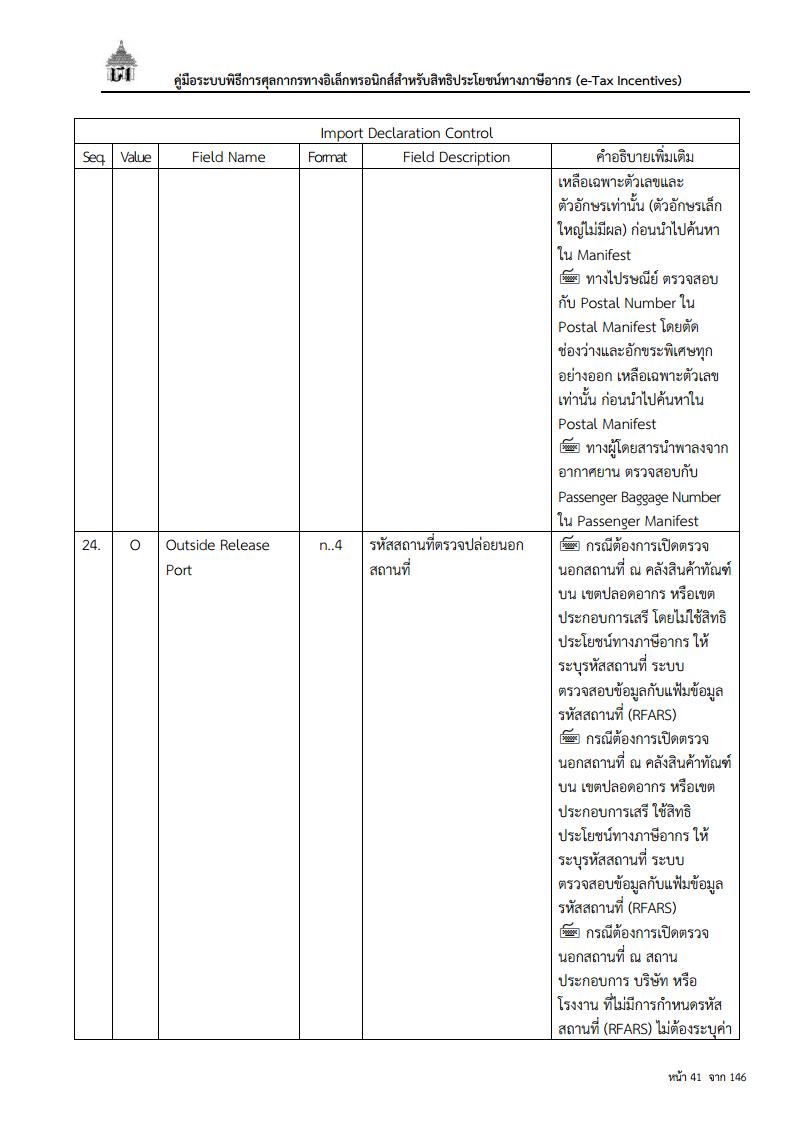 คู่มือระบบพิธีการศุลกากรทางอิเล็กทรอนิกส์สำหรับสิทธิประโยชน์ทางภาษีอากร (e-Tax Incentives)
Import Declaration Control
Seq. Value Field Name Format Field Description คำอธิบายเพิ่มเติม
เหลือเฉพาะตัวเลขและ
ตัวอักษรเท่านั้น (ตัวอักษรเล็ก
ใหญ่ไม่มีผล) ก่อนนำไปค้นหา
ใน Manifest
ทางไปรษณีย์ ตรวจสอบ
กับ Postal Number ใน
Postal Manifest โดยตัด
ช่องว่างและอักขระพิเศษทุก
อย่างออก เหลือเฉพาะตัวเลข
เท่านั้น ก่อนนำไปค้นหาใน
Postal Manifest
ทางผู้โดยสารนำพาลงจาก
อากาศยาน ตรวจสอบกับ
Passenger Baggage Number
ใน Passenger Manifest
24. O Outside Release n..4 รหัสสถานที่ตรวจปล่อยนอก กรณีต้องการเปิดตรวจ
Port สถานที่ นอกสถานที่ ณ คลังสินค้าทัณฑ์
บน เขตปลอดอากร หรือเขต
ประกอบการเสรี โดยไม่ใช้สิทธิ
ประโยชน์ทางภาษีอากร ให้
ระบุรหัสสถานที่ ระบบ
ตรวจสอบข้อมูลกับแฟ้มข้อมูล
รหัสสถานที่ (RFARS)
กรณีต้องการเปิดตรวจ
นอกสถานที่ ณ คลังสินค้าทัณฑ์
บน เขตปลอดอากร หรือเขต
ประกอบการเสรี ใช้สิทธิ
ประโยชน์ทางภาษีอากร ให้
ระบุรหัสสถานที่ ระบบ
ตรวจสอบข้อมูลกับแฟ้มข้อมูล
รหัสสถานที่ (RFARS)
กรณีต้องการเปิดตรวจ
นอกสถานที่ ณ สถาน
ประกอบการ บริษัท หรือ
โรงงาน ที่ไม่มีการกำหนดรหัส
สถานที่ (RFARS) ไม่ต้องระบุค่า
หน้า 41 จาก 146